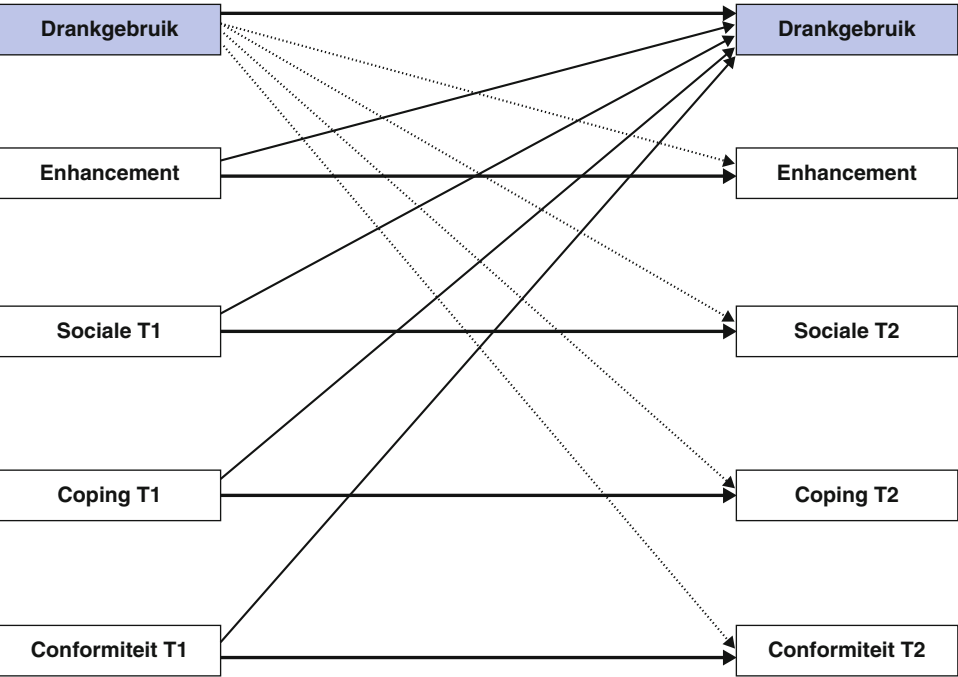 Drankgebruik
Drankgebruik
Enhancement
Enhancement
Sociale T1
Sociale T2
Coping T1
Coping T2
Conformiteit T1
Conformiteit T2